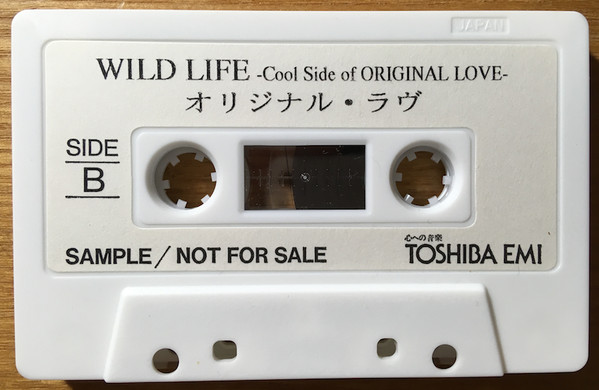 JAPAN
WILD LIFE -Cool Side of ORIGINAL LOVE-
オリジナル・ラヴ
SIDE
B
SAMPLE/NOT FOR SALE
心への音楽
TOSHIBA EMI